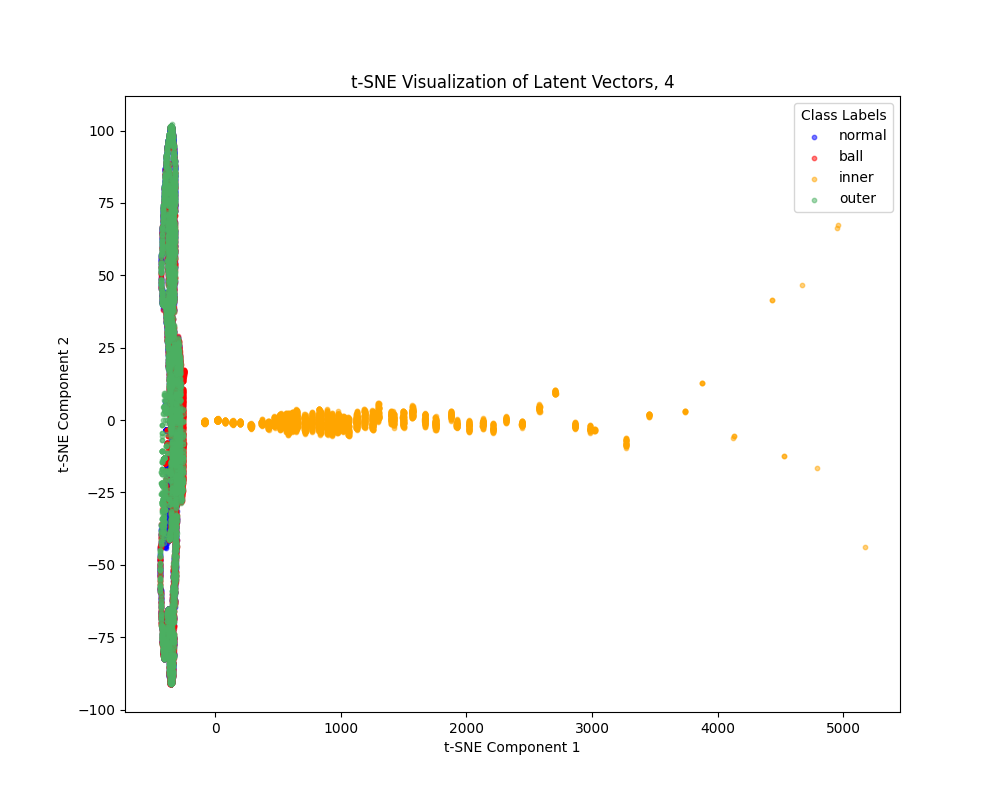 t-SNE Visualization of Latent Vectors, 4
Class Labels
normal
ball
inner
outer
100
75
50
25
0
−25
−50
−75
−100
t-SNE Component 2
0
1000
2000
3000
4000
5000
t-SNE Component 1